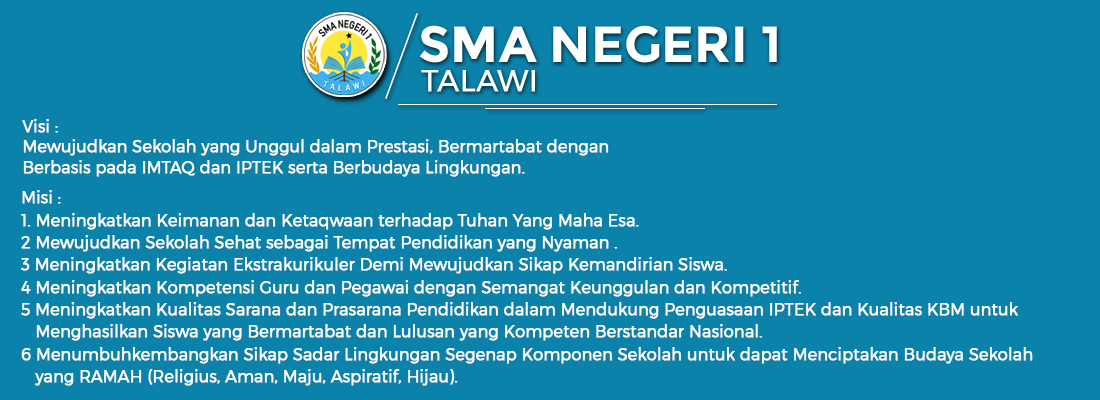 SMA NEGERI 1
TALAWI
SMA NEGERI 1
TALAWI
Visi :
Mewujudkan Sekolah yang Unggul dalam Prestasi, Bermartabat dengan
Berbasis pada IMTAQ dan IPTEK serta Berbudaya Lingkungan.
Misi :
1. Meningkatkan Keimanan dan Ketaqwaan terhadap Tuhan Yang Maha Esa.
2 Mewujudkan Sekolah Sehat sebagai Tempat Pendidikan yang Nyaman .
3 Meningkatkan Kegiatan Ekstrakurikuler Demi Mewujudkan Sikap Kemandirian Siswa.
4 Meningkatkan Kompetensi Guru dan Pegawai dengan Semangat Keunggulan dan Kompetitif.
5 Meningkatkan Kualitas Sarana dan Prasarana Pendidikan dalam Mendukung Penguasaan IPTEK dan Kualitas KBM untuk
Menghasilkan Siswa yang Bermartabat dan Lulusan yang Kompeten Berstandar Nasional.
6 Menumbuhkembangkan Sikap Sadar Lingkungan Segenap Komponen Sekolah untuk dapat Menciptakan Budaya Sekolah
yang RAMAH (Religius, Aman, Maju, Aspiratif, Hijau).